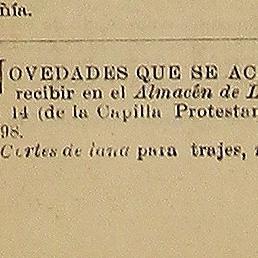 ñía.
NOVEDADES QUE SE AC
recibir en el Almacén de L
14 (de la Capilla Protestan
98.
Cortes de lana para trajes,